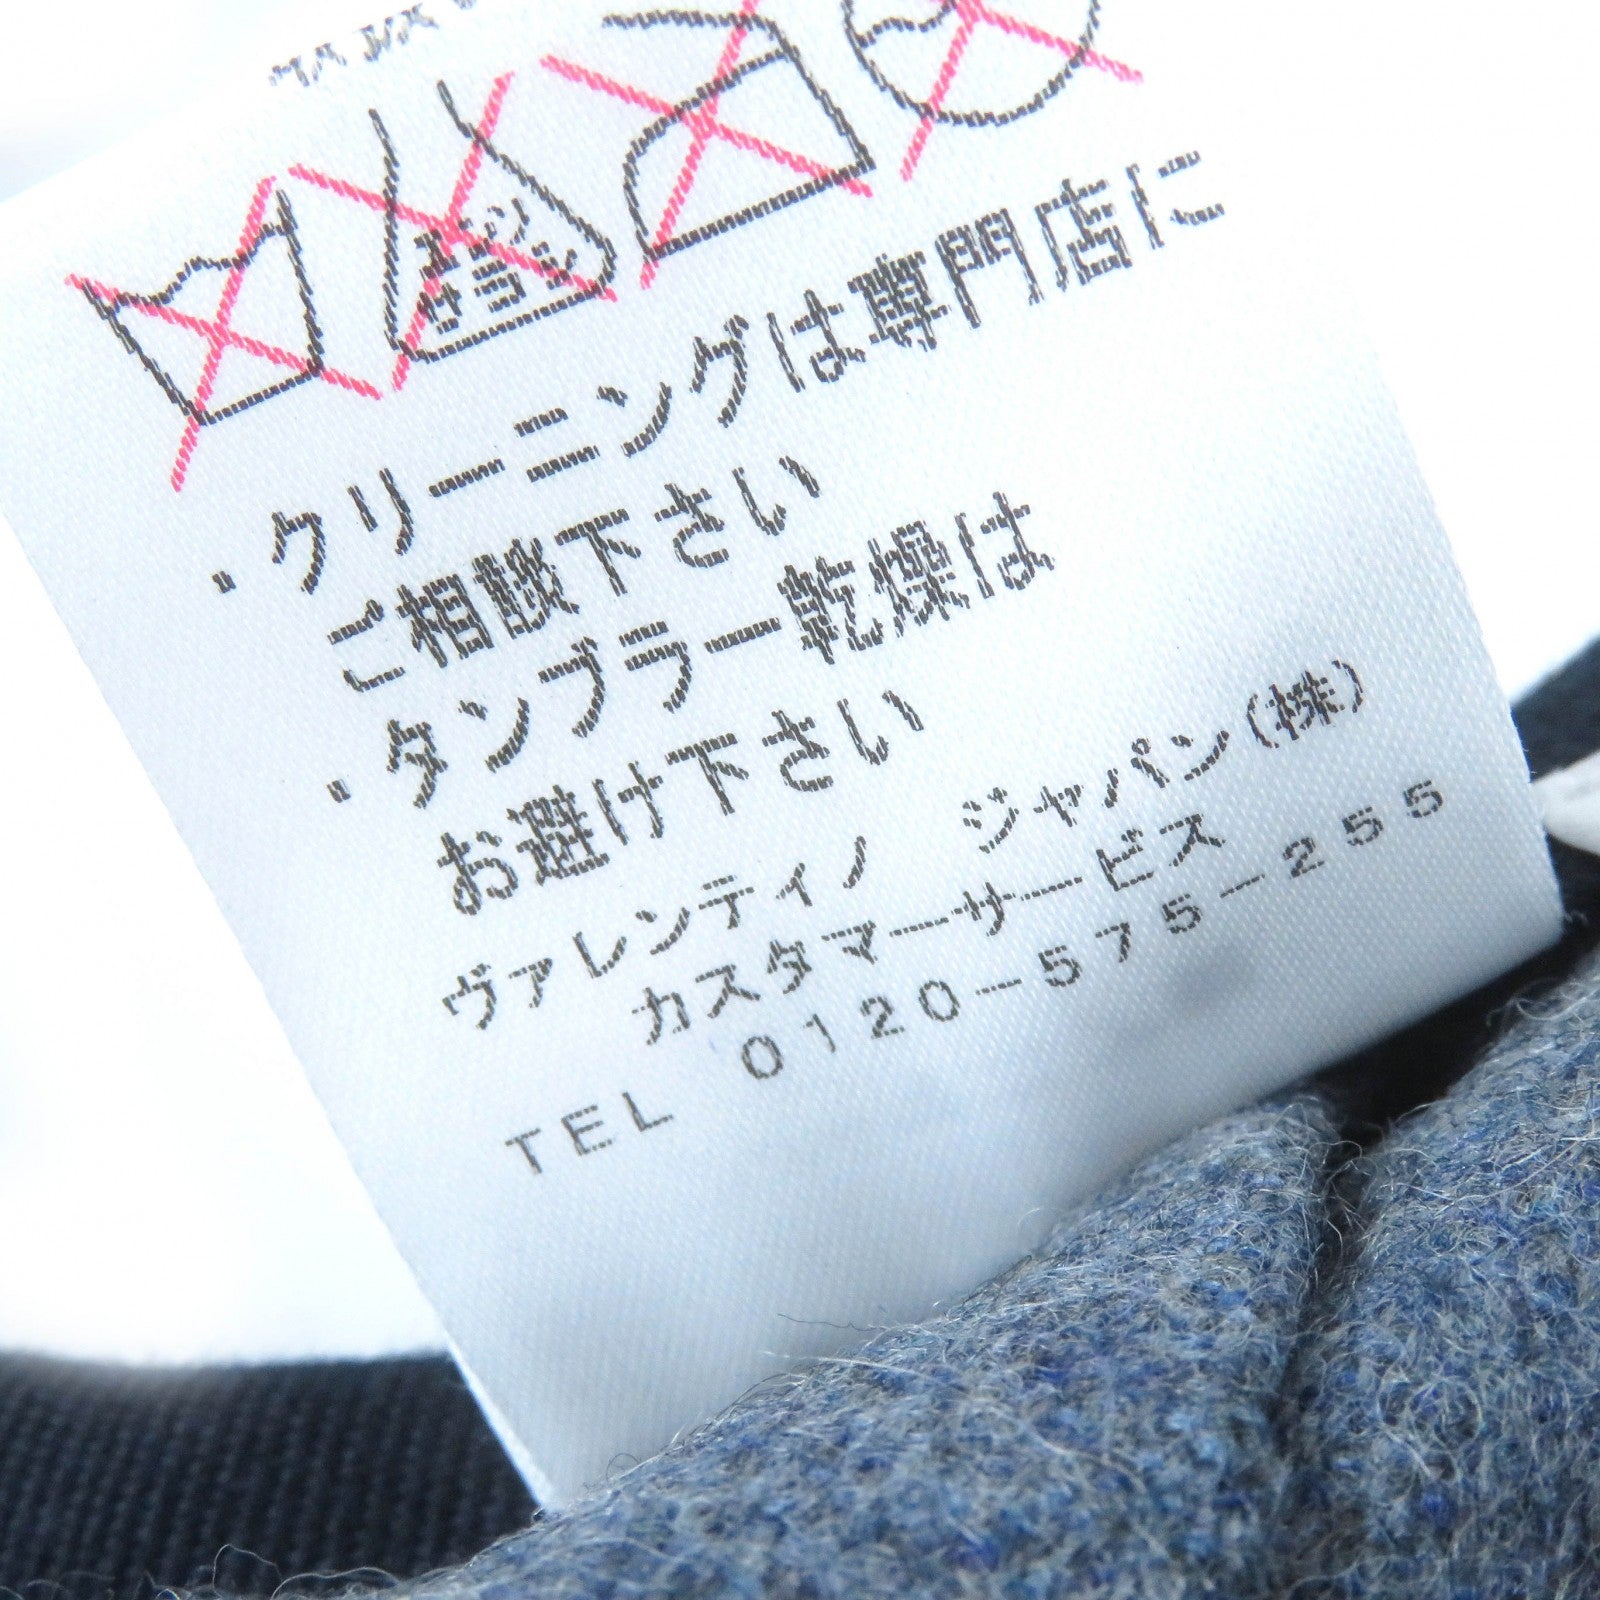 ・クリーニングは専門店に
ご相談下さい
・タンブラー乾燥は
お避け下さい
ヴァレンティノ ジャパン(株)
カスタマーサービス
TEL 0120-575-255